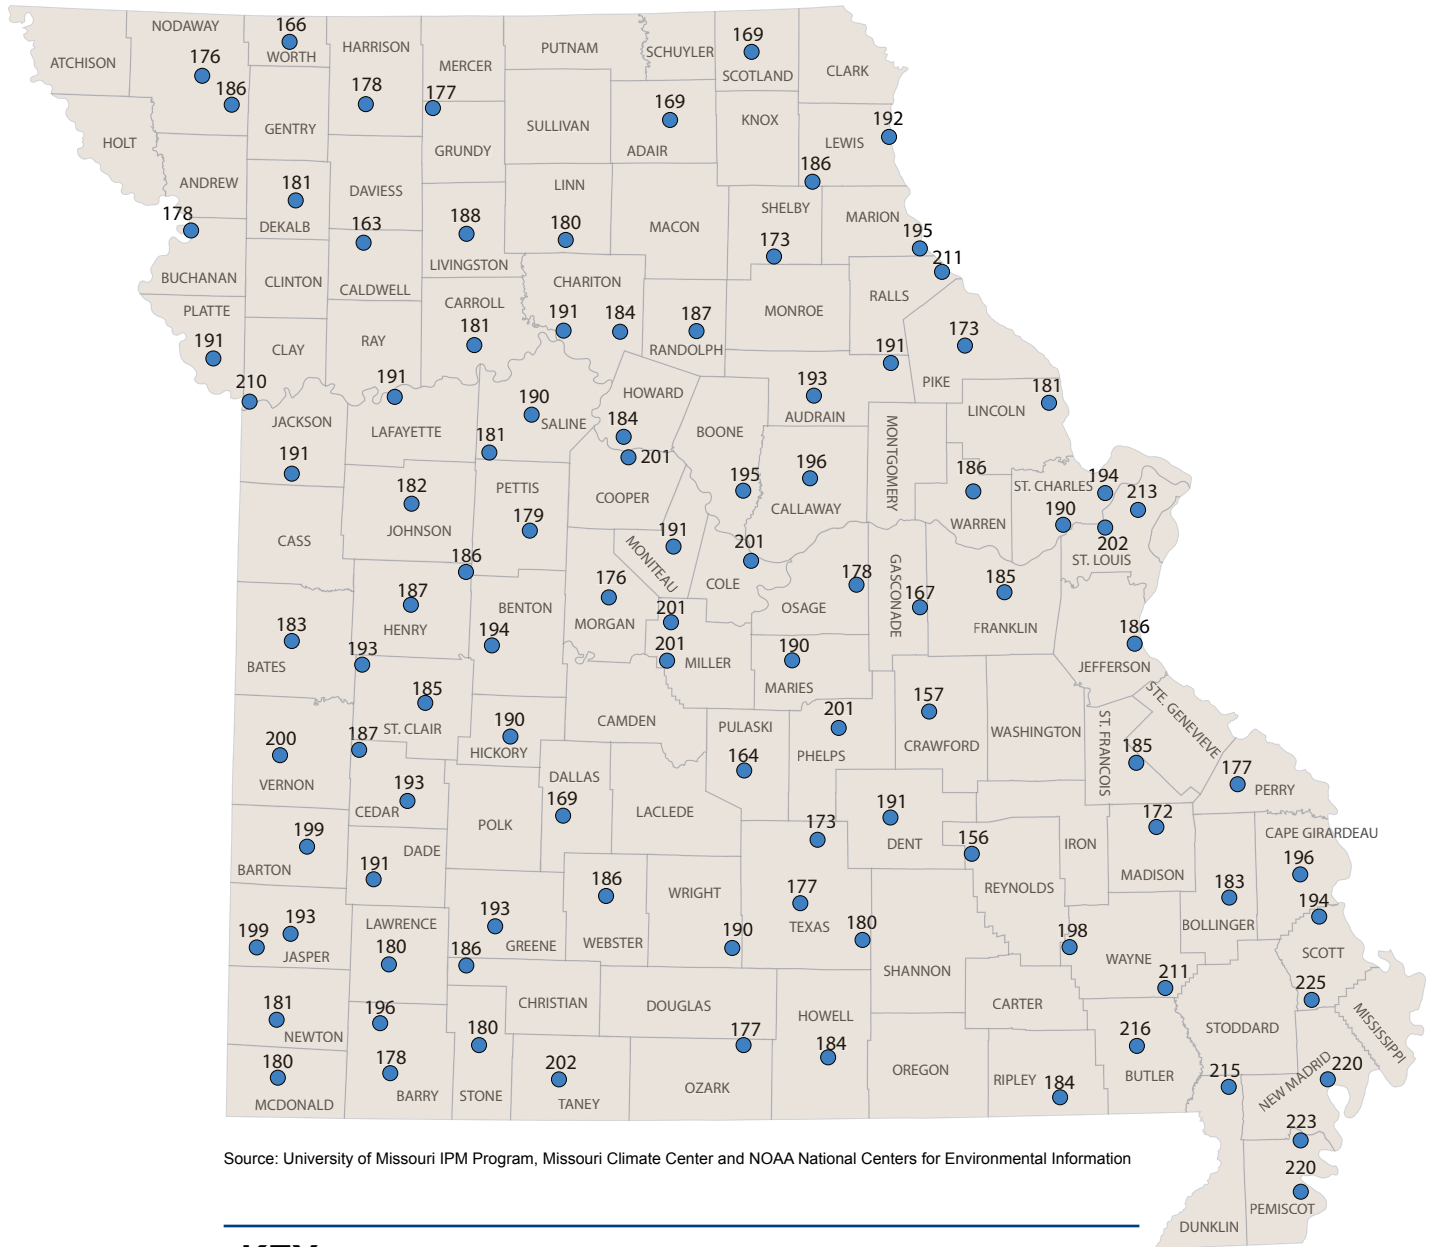 NODAWAY
166
WORTH
HARRISON
PUTNAM
SCHUYLER
169
SCOTLAND
ATCHISON
176
MERCER
CLARK
186
178
177
169
KNOX
192
HOLT
GENTRY
SULLIVAN
ADAIR
LEWIS
GRUNDY
186
ANDREW
181
DAVIESS
LINN
SHELBY
MARION
178
DEKALB
163
188
180
MACON
173
195
211
BUCHANAN
CLINTON
CALDWELL
LIVINGSTON
CHARITON
RALLS
PLATTE
CARROLL
MONROE
191
CLAY
RAY
181
191
184
187
RANDOLPH
191
173
210
191
HOWARD
193
AUDRAIN
PIKE
181
JACKSON
LAFAYETTE
190
SALINE
184
BOONE
MONTGOMERY
LINCOLN
191
181
201
182
JOHNSON
PETTIS
179
COOPER
195
196
CALLAWAY
186
WARREN
ST. CHARLES
194
213
190
202
ST. LOUIS
CASS
186
MONITEAU
191
201
COLE
187
HENRY
BENTON
176
MORGAN
178
OSAGE
GASCONADE
167
185
FRANKLIN
183
BATES
193
194
201
201
MILLER
190
MARIES
186
JEFFERSON
185
ST. CLAIR
190
HICKORY
CAMDEN
PULASKI
201
PHELPS
157
CRAWFORD
WASHINGTON
ST. FRANCOIS
STE. GENEVIEVE
200
VERNON
187
164
185
177
PERRY
193
CEDAR
DALLAS
169
POLK
LACLEDE
191
DENT
172
MADISON
CAPE GIRARDEAU
199
BARTON
DADE
191
173
156
IRON
REYNOLDS
196
186
WRIGHT
177
TEXAS
183
BOLLINGER
194
199
193
JASPER
LAWRENCE
180
193
GREENE
186
WEBSTER
190
180
SHANNON
198
WAYNE
SCOTT
211
225
181
NEWTON
196
CHRISTIAN
DOUGLAS
HOWELL
CARTER
STODDARD
MISSISSIPPI
180
MCDONALD
178
BARRY
180
STONE
202
TANEY
177
OZARK
184
OREGON
RIPLEY
184
216
BUTLER
215
NEW MADRID
220
223
220
PEMISCOT
DUNKLIN
Source: University of Missouri IPM Program, Missouri Climate Center and NOAA National Centers for Environmental Information